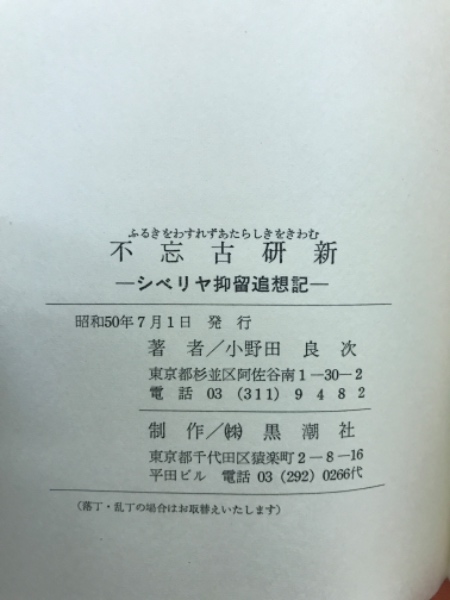 ふるきをわすれずあたらしきをきわむ
不忘古研新
―シベリヤ抑留追想記―
昭和50年7月1日 発行
著者/小野田 良次
東京都杉並区阿佐谷南1―30―2
電話 03 (311) 9482
制作/㈱ 黒潮社
東京都千代田区猿楽町2―8―16
平田ビル 電話 03 (292) 0266代
(落丁・乱丁の場合はお取替えいたします)